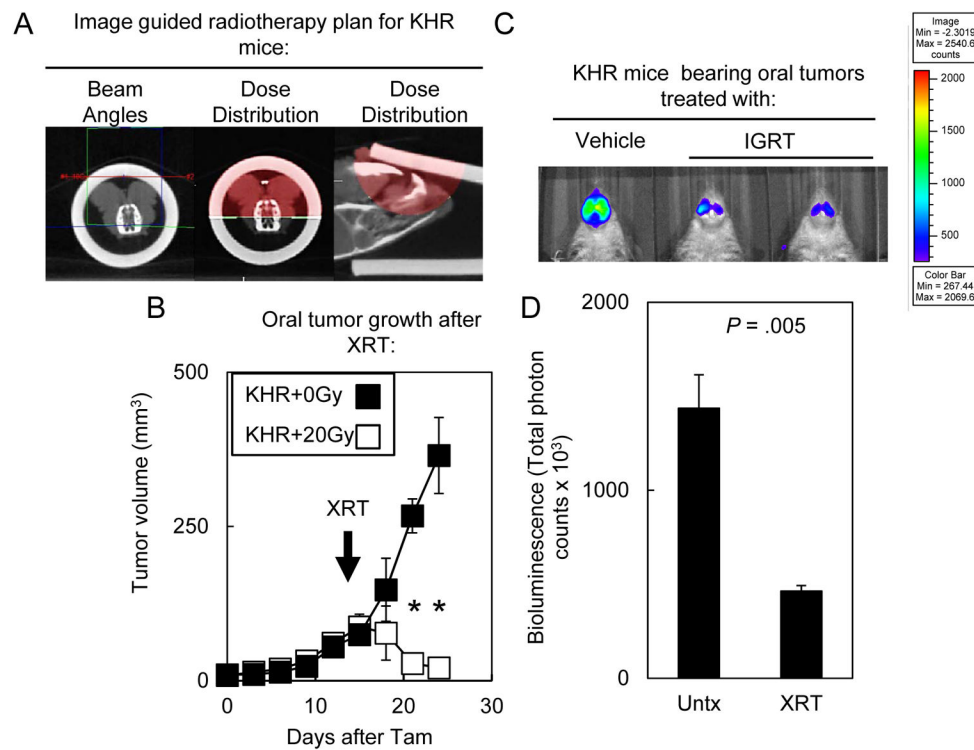 A
Image guided radiotherapy plan for KHR
mice:
Beam
Angles
Dose
Distribution
Dose
Distribution
B
Oral tumor growth after
XRT:
500
250
0
Tumor volume (mm³)
KHR+0Gy
KHR+20Gy
XRT
* *
0 10 20 30
Days after Tam
C
KHR mice bearing oral tumors
treated with:
Vehicle
IGRT
Image
Min = -2.3019
Max = 2540.6
counts
2000
1500
1000
500
Color Bar
Min = 267.44
Max = 2069.6
D
2000
1000
0
Bioluminescence (Total photon
counts x 10³)
P = .005
Untx
XRT